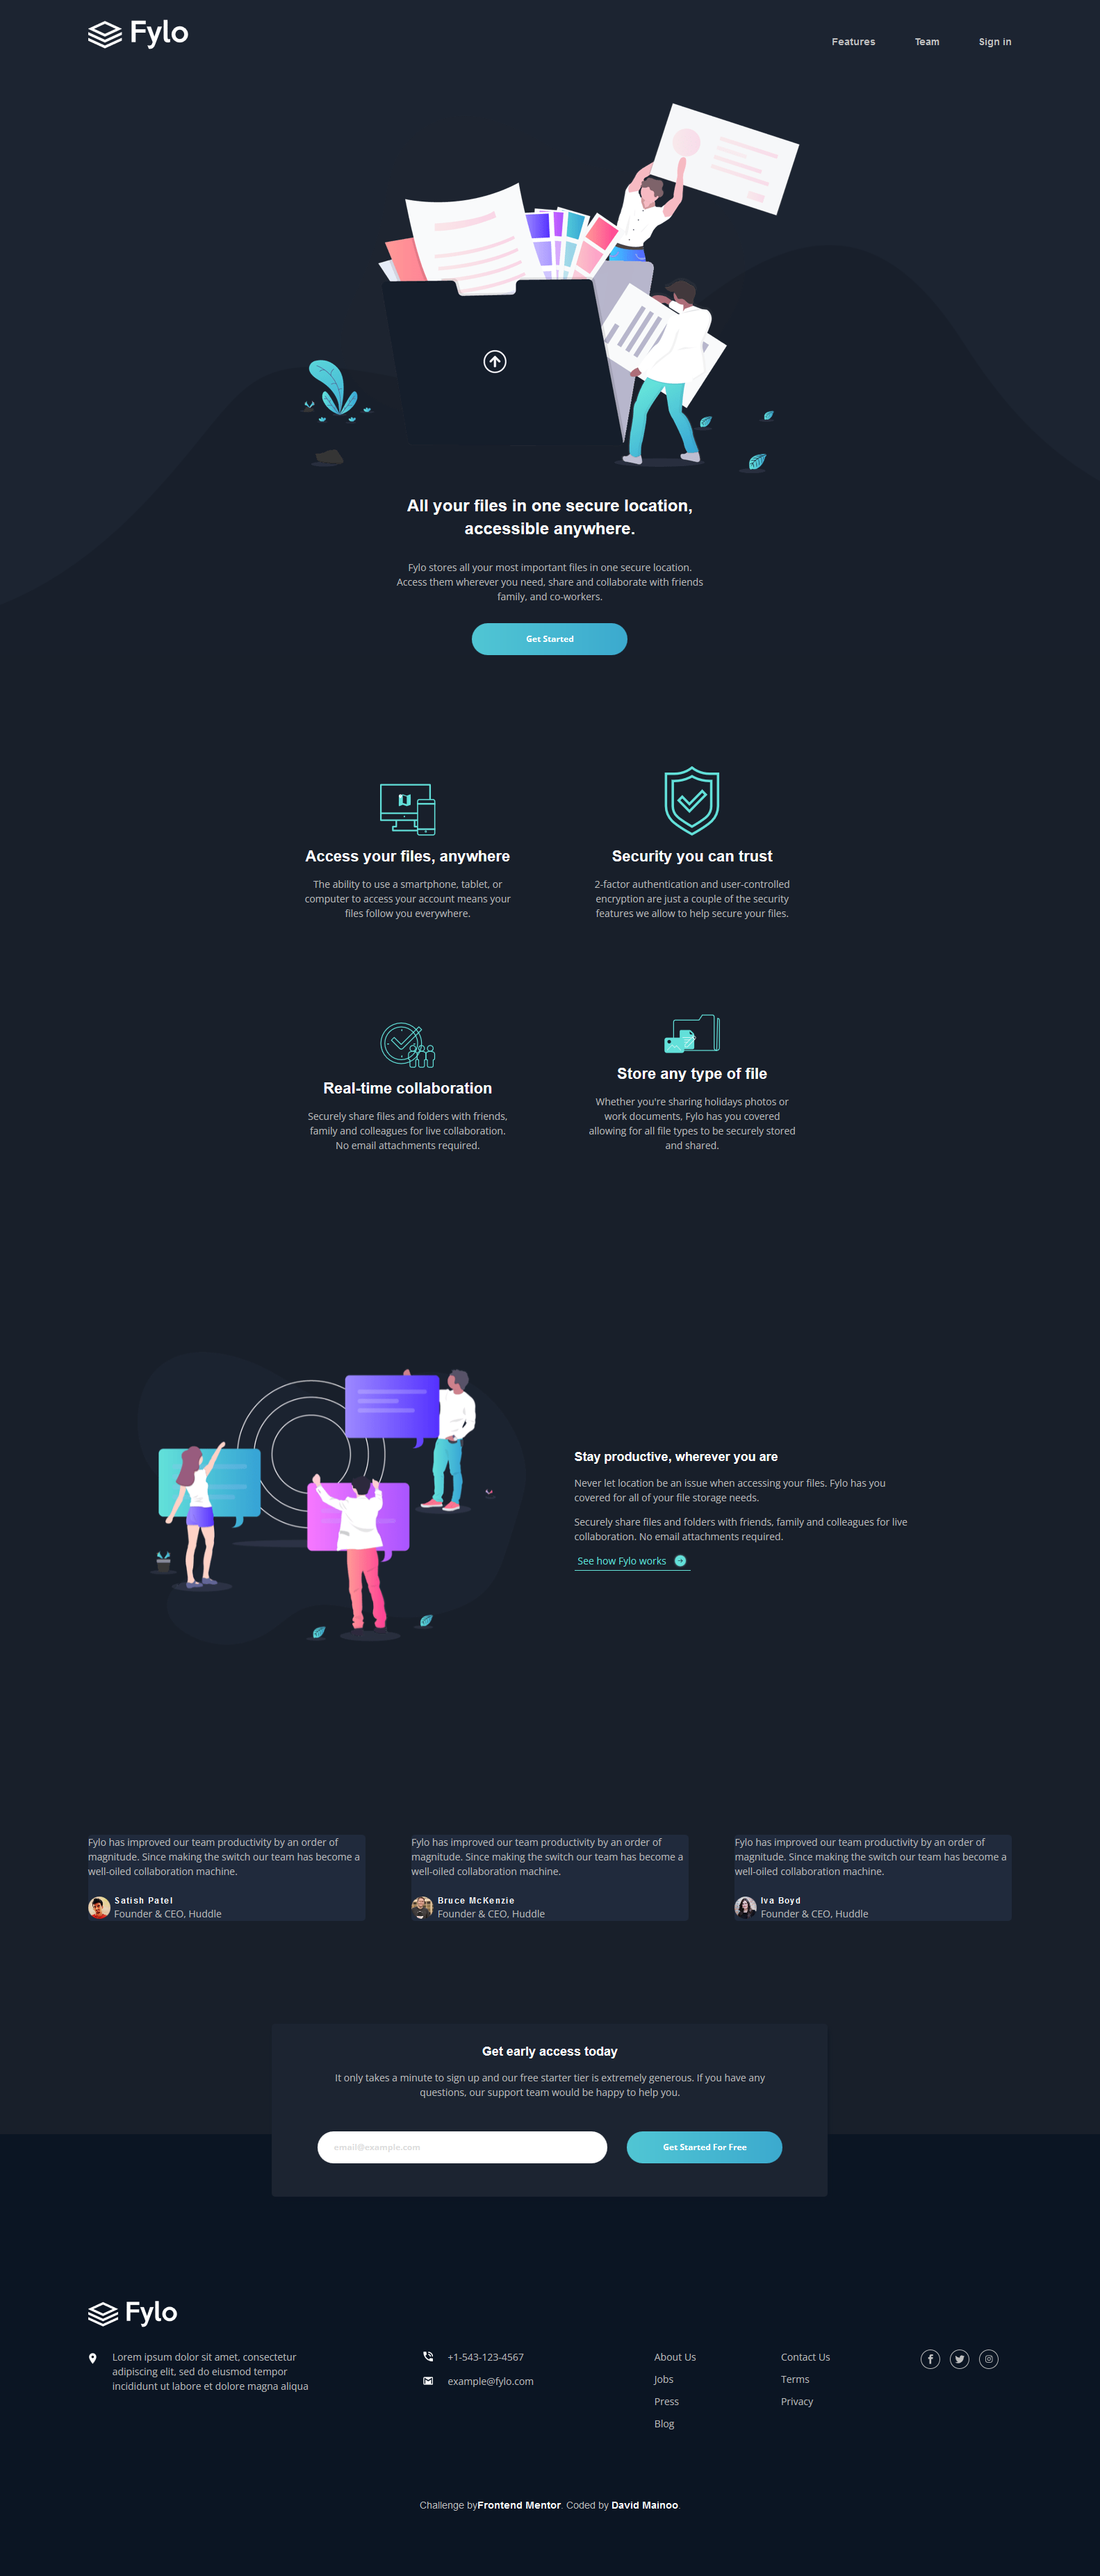 Fylo
Features
Team
Sign in
All your files in one secure location,
accessible anywhere.
Fylo stores all your most important files in one secure location.
Access them wherever you need, share and collaborate with friends
family, and co-workers.
Get Started
Access your files, anywhere
The ability to use a smartphone, tablet, or
computer to access your account means your
files follow you everywhere.
Security you can trust
2-factor authentication and user-controlled
encryption are just a couple of the security
features we allow to help secure your files.
Real-time collaboration
Securely share files and folders with friends,
family and colleagues for live collaboration.
No email attachments required.
Store any type of file
Whether you're sharing holidays photos or
work documents, Fylo has you covered
allowing for all file types to be securely stored
and shared.
Stay productive, wherever you are
Never let location be an issue when accessing your files. Fylo has you
covered for all of your file storage needs.
Securely share files and folders with friends, family and colleagues for live
collaboration. No email attachments required.
See how Fylo works
Fylo has improved our team productivity by an order of
magnitude. Since making the switch our team has become a
well-oiled collaboration machine.
Satish Patel
Founder & CEO, Huddle
Fylo has improved our team productivity by an order of
magnitude. Since making the switch our team has become a
well-oiled collaboration machine.
Bruce McKenzie
Founder & CEO, Huddle
Fylo has improved our team productivity by an order of
magnitude. Since making the switch our team has become a
well-oiled collaboration machine.
Iva Boyd
Founder & CEO, Huddle
Get early access today
It only takes a minute to sign up and our free starter tier is extremely generous. If you have any
questions, our support team would be happy to help you.
email@example.com
Get Started For Free
Fylo
Lorem ipsum dolor sit amet, consectetur
adipiscing elit, sed do eiusmod tempor
incididunt ut labore et dolore magna aliqua
+1-543-123-4567
example@fylo.com
About Us
Jobs
Press
Blog
Contact Us
Terms
Privacy
Challenge byFrontend Mentor. Coded by David Mainoo.